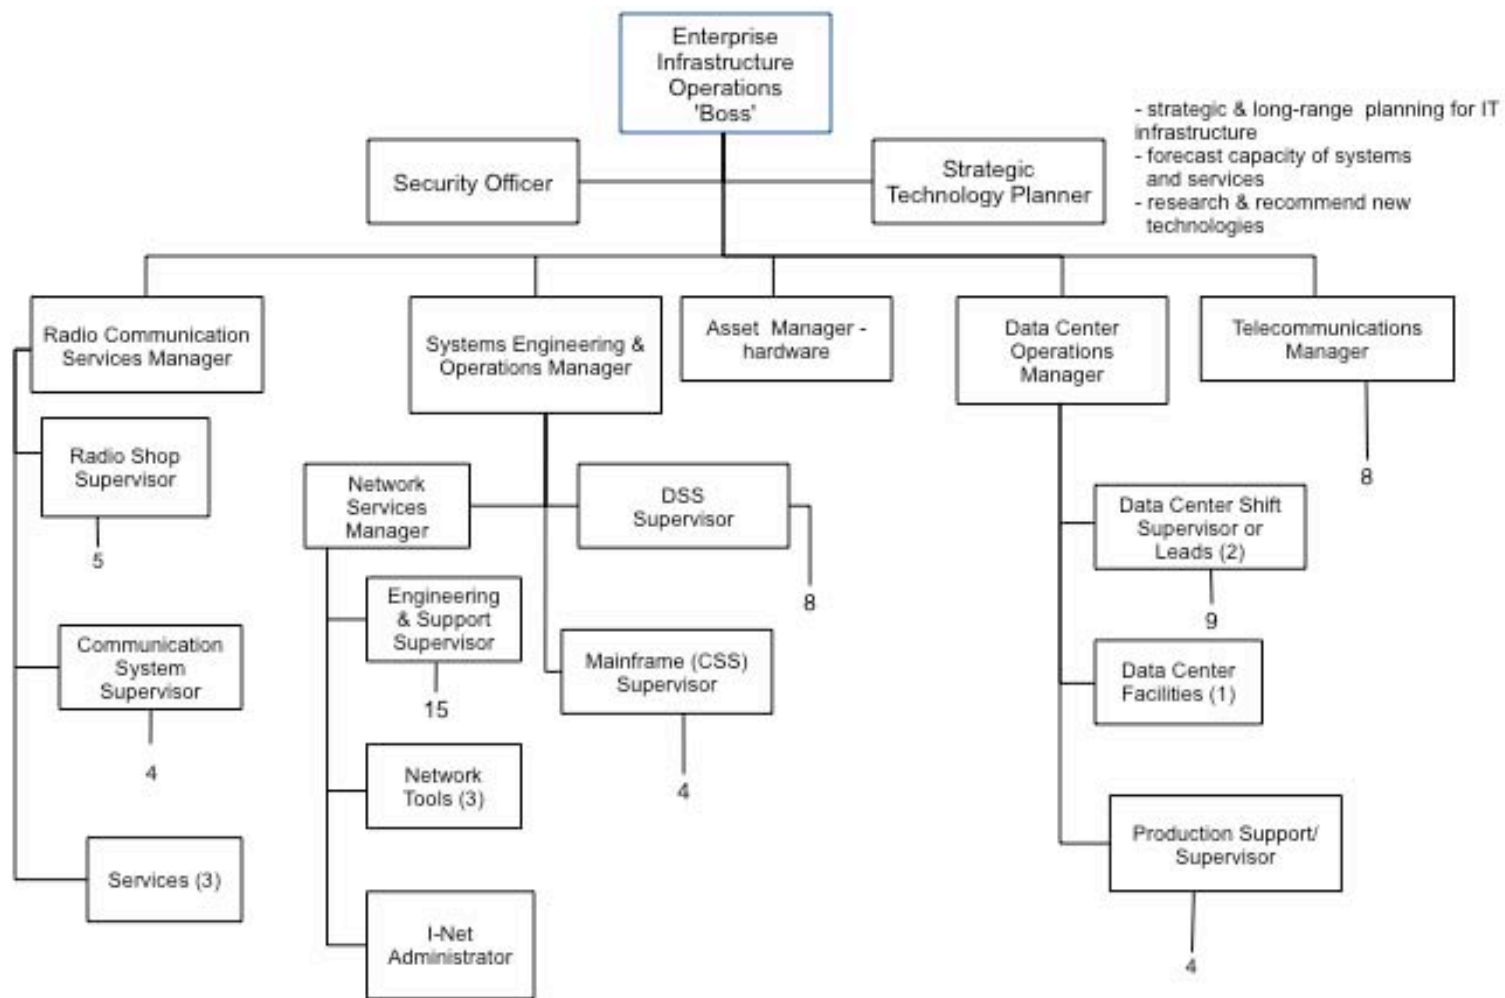 Enterprise
Infrastructure
Operations
'Boss'
- strategic & long-range planning for IT
infrastructure
- forecast capacity of systems
and services
- research & recommend new
technologies
Security Officer
Strategic
Technology Planner
Radio Communication
Services Manager
Systems Engineering &
Operations Manager
Asset Manager -
hardware
Data Center
Operations
Manager
Telecommunications
Manager
8
Radio Shop
Supervisor
5
Communication
System
Supervisor
4
Services (3)
Network
Services
Manager
DSS
Supervisor
8
Engineering
& Support
Supervisor
15
Mainframe (CSS)
Supervisor
4
Network
Tools (3)
I-Net
Administrator
Data Center Shift
Supervisor or
Leads (2)
9
Data Center
Facilities (1)
Production Support/
Supervisor
4